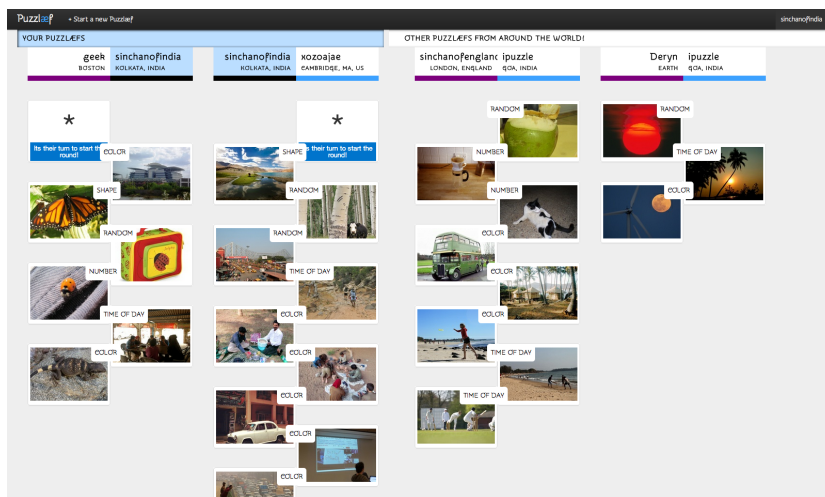 Puzzlæf
+ Start a new Puzzlæf
sinchanofindia
YOUR PUZZLÆFS
OTHER PUZZLÆFS FROM AROUND THE WORLD!
geek
BOSTON
sinchanofindia
KOLKATA, INDIA
sinchanofindia
KOLKATA, INDIA
xozoajae
CAMBRIDGE, MA, US
sinchanofenglanc
LONDON, ENGLAND
ipuzzle
GOA, INDIA
Deryn
EARTH
ipuzzle
GOA, INDIA
*
Its their turn to start the
round!
COLOR
SHAPE
RANDOM
NUMBER
TIME OF DAY
COLOR
*
Its their turn to start the
round!
SHAPE
RANDOM
TIME OF DAY
COLOR
COLOR
COLOR
COLOR
RANDOM
NUMBER
NUMBER
COLOR
COLOR
TIME OF DAY
TIME OF DAY
RANDOM
TIME OF DAY
COLOR